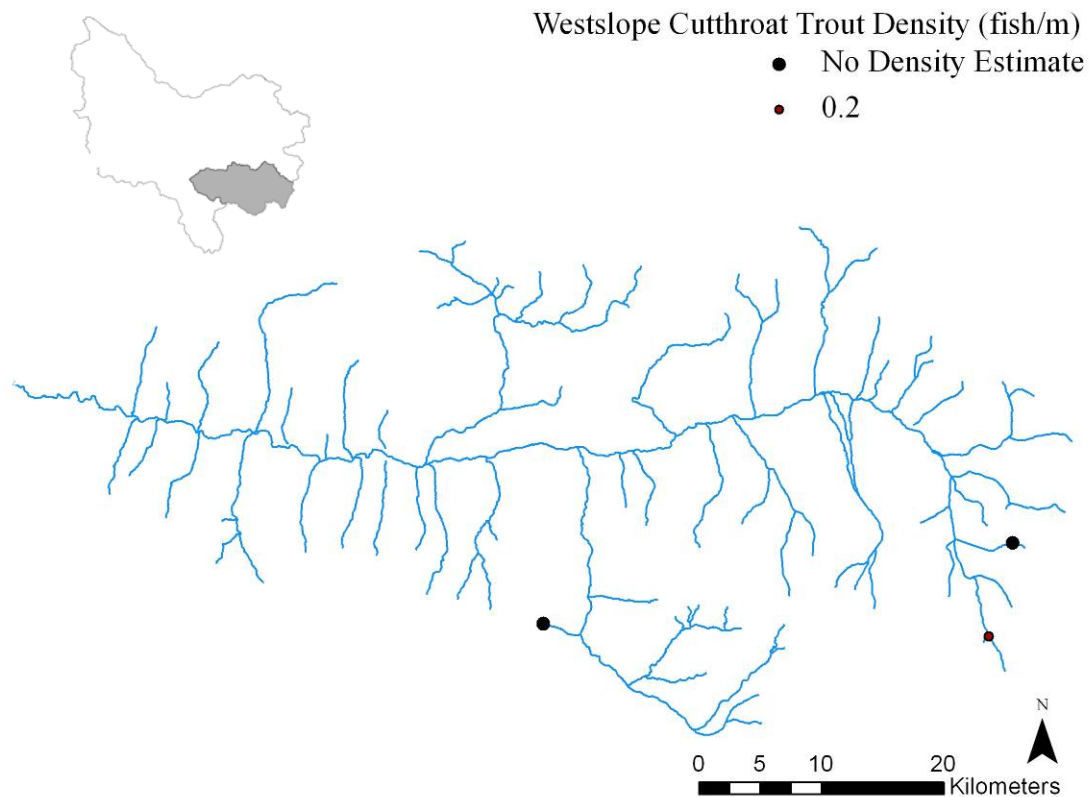 Westslope Cutthroat Trout Density (fish/m)
No Density Estimate
0.2
N
0 5 10 20
Kilometers